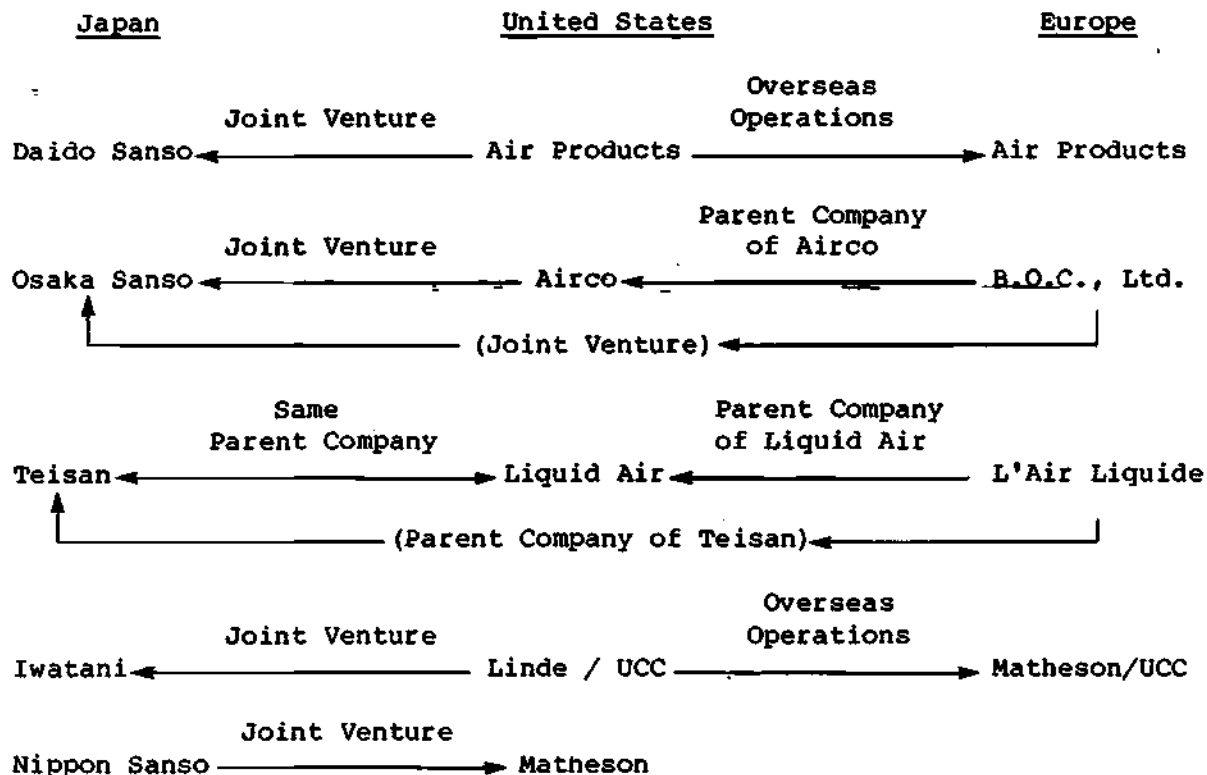 Japan United States Europe
Overseas
Joint Venture Operations
Daido Sanso Air Products Air Products
Parent Company
Joint Venture of Airco
Osaka Sanso Airco B.O.C., Ltd.
(Joint Venture)
Same Parent Company
Parent Company of Liquid Air
Teisan Liquid Air L'Air Liquide
(Parent Company of Teisan)
Overseas
Joint Venture Operations
Iwatani Linde / UCC Matheson/UCC
Joint Venture
Nippon Sanso Matheson